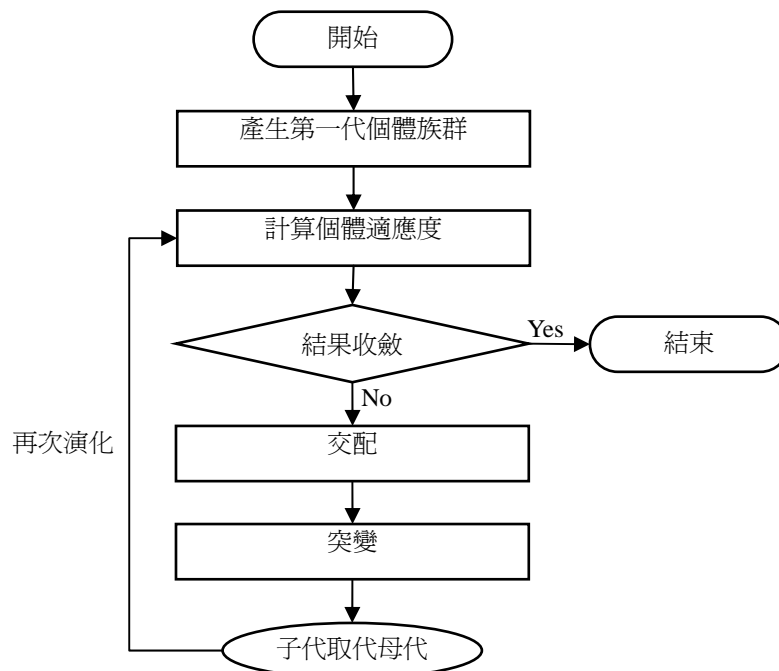 開始
產生第一代個體族群
計算個體適應度
結果收斂
Yes
結束
No
再次演化
交配
突變
子代取代母代